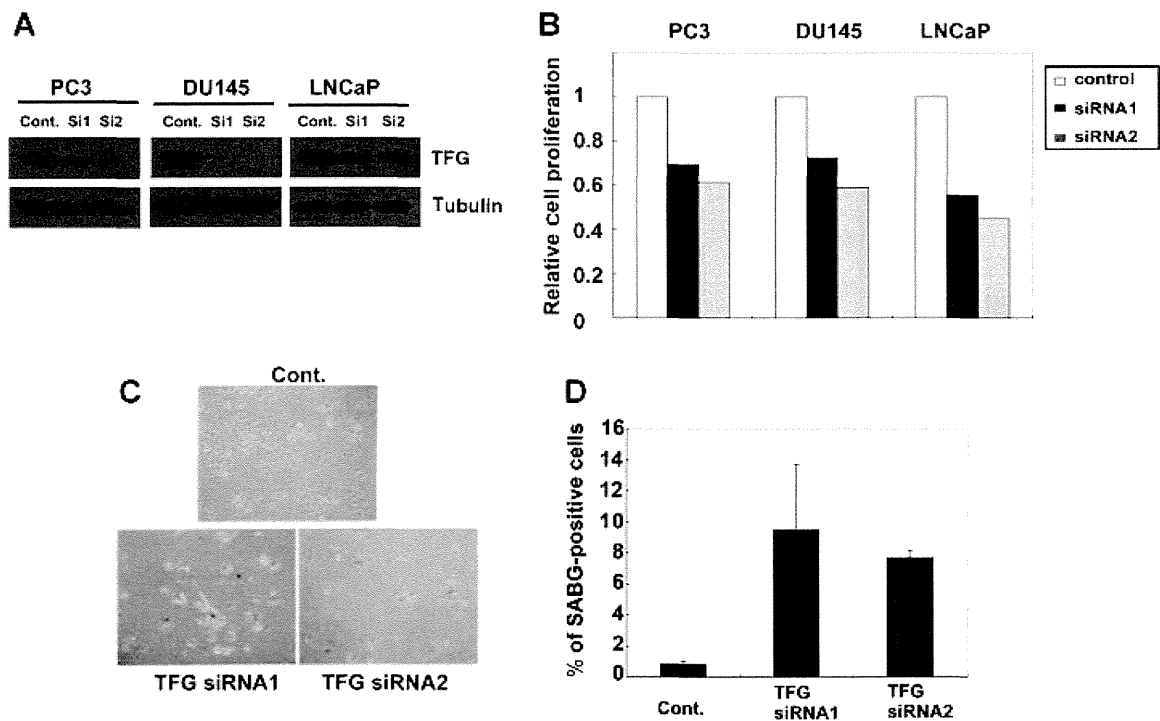 A
PC3 DU145 LNCaP
Cont. Si1 Si2 Cont. Si1 Si2 Cont. Si1 Si2
TFG
Tubulin
B
PC3 DU145 LNCaP
Relative cell proliferation
1
0.8
0.6
0.4
0.2
0
control
siRNA1
siRNA2
C
Cont.
TFG siRNA1 TFG siRNA2
D
% of SABG-positive cells
16
14
12
10
8
6
4
2
0
Cont.
TFG siRNA1
TFG siRNA2